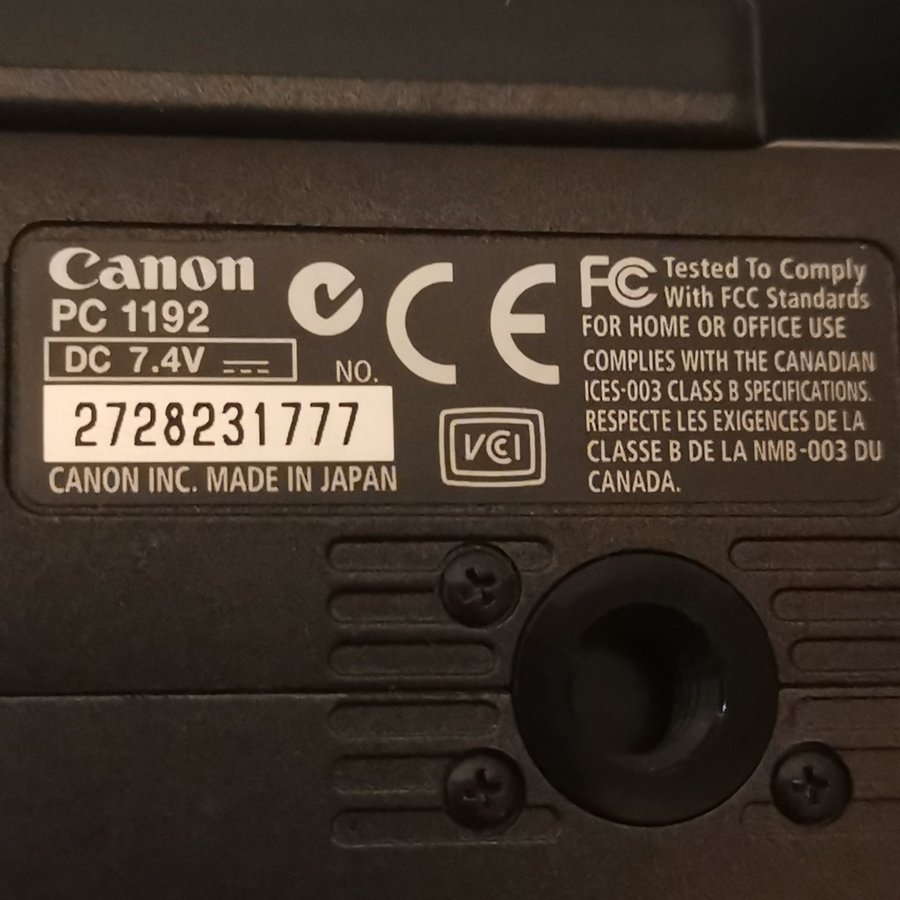 Canon
PC 1192
DC 7.4V
NO.
2728231777
CANON INC. MADE IN JAPAN
CE
VCCI
FC Tested To Comply
With FCC Standards
FOR HOME OR OFFICE USE
COMPLIES WITH THE CANADIAN
ICES-003 CLASS B SPECIFICATIONS.
RESPECTE LES EXIGENCES DE LA
CLASSE B DE LA NMB-003 DU
CANADA.